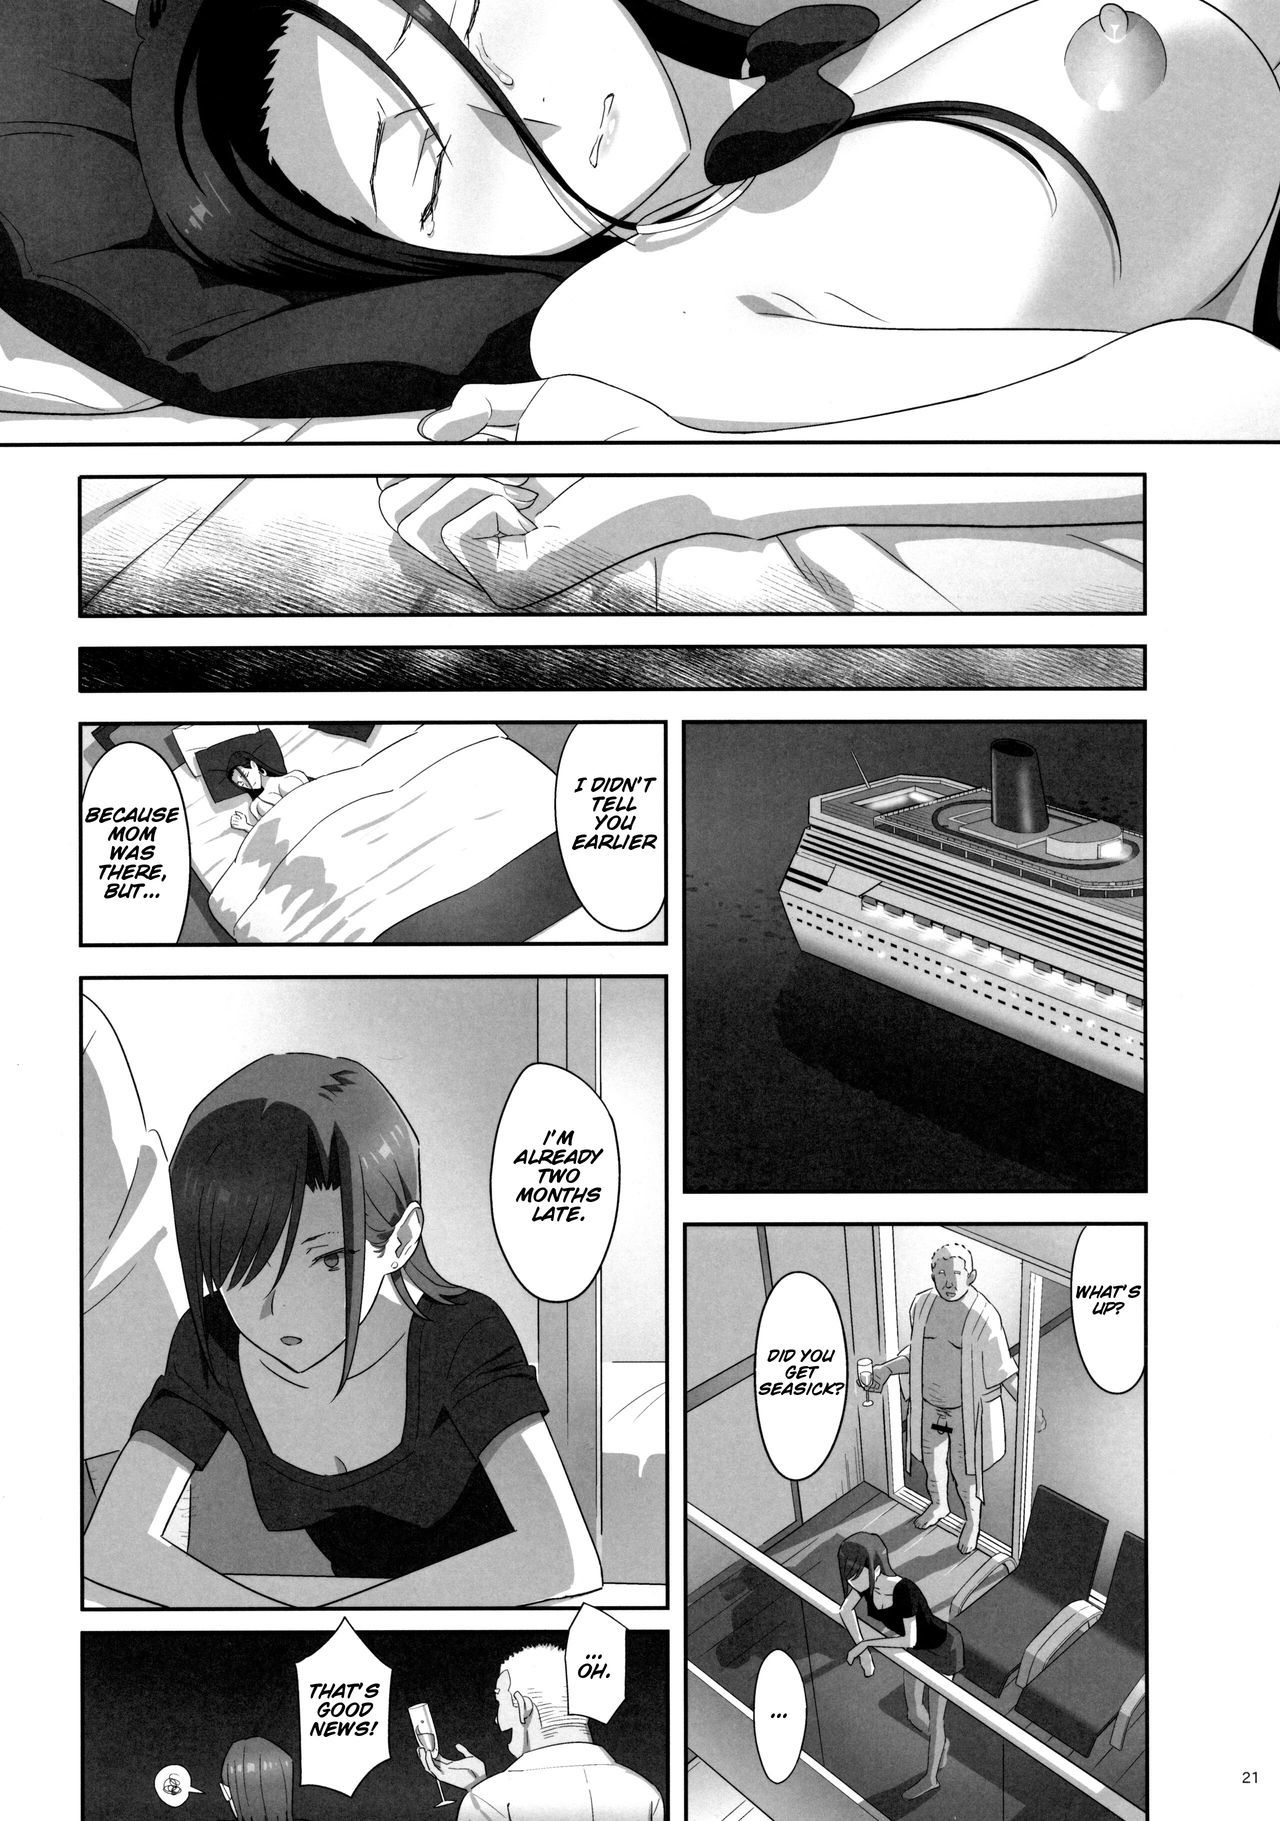 WHAT'S
UP?
DID YOU
GET
SEASICK?
...
I DIDN'T
TELL
YOU
EARLIER
BECAUSE
MOM
WAS
THERE,
BUT...
I'M
ALREADY
TWO
MONTHS
LATE.
...
OH.
THAT'S
GOOD
NEWS!
21